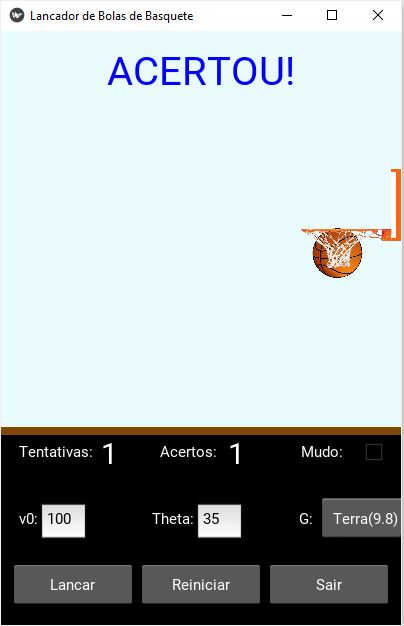 Lancador de Bolas de Basquete
ACERTOU!
Tentativas: 1 Acertos: 1 Mudo:
v0: 100 Theta: 35 G: Terra(9.8)
Lancar Reiniciar Sair